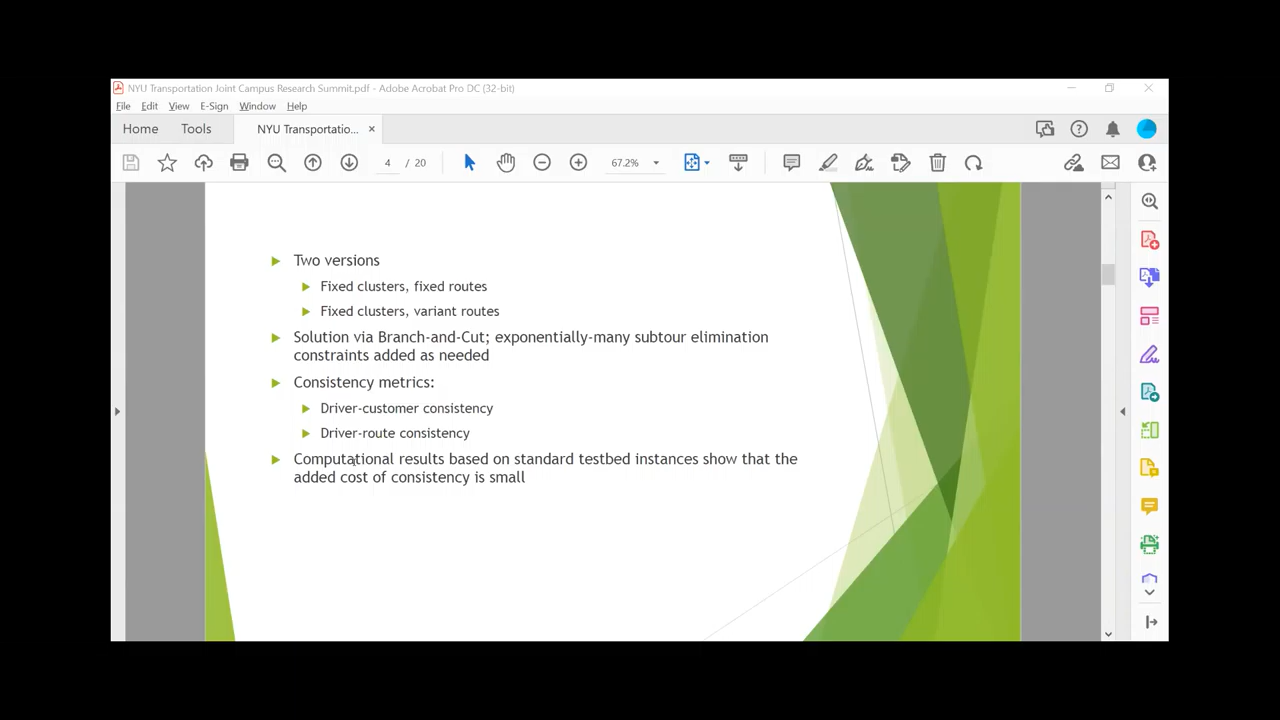 NYU Transportation Joint Campus Research Summit.pdf - Adobe Acrobat Pro DC (32-bit)
File Edit View E-Sign Window Help
Home Tools NYU Transportatio... ×
4 / 20 67.2%
Two versions
Fixed clusters, fixed routes
Fixed clusters, variant routes
Solution via Branch-and-Cut; exponentially-many subtour elimination
constraints added as needed
Consistency metrics:
Driver-customer consistency
Driver-route consistency
Computational results based on standard testbed instances show that the
added cost of consistency is small